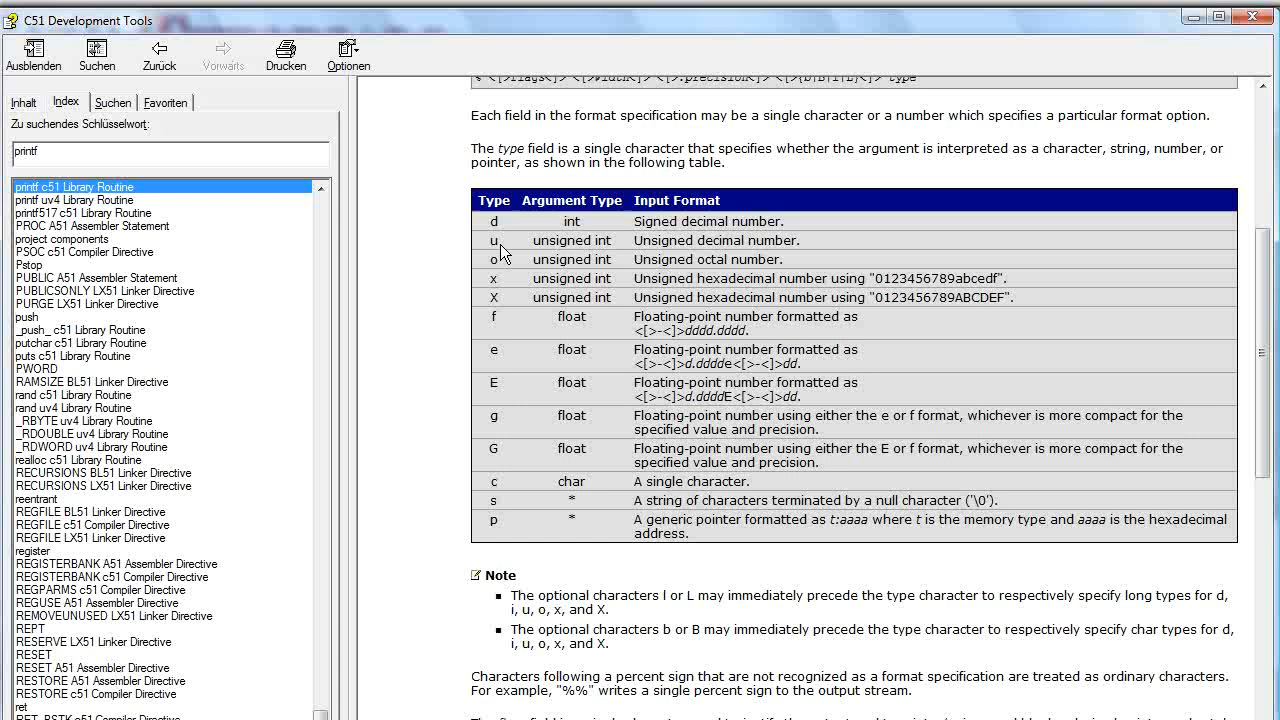 C51 Development Tools
Ausblenden Suchen Zurück Vorwärts Drucken Optionen
Inhalt Index Suchen Favoriten
Zu suchendes Schlüsselwort:
printf
printf c51 Library Routine
printf uv4 Library Routine
printf517 c51 Library Routine
PROC A51 Assembler Statement
project components
PSOC c51 Compiler Directive
Pstop
PUBLIC A51 Assembler Statement
PUBLICSONLY LX51 Linker Directive
PURGE LX51 Linker Directive
push
_push_ c51 Library Routine
putchar c51 Library Routine
puts c51 Library Routine
PWORD
RAMSIZE BL51 Linker Directive
rand c51 Library Routine
rand uv4 Library Routine
_RBYTE uv4 Library Routine
_RDOUBLE uv4 Library Routine
_RDWORD uv4 Library Routine
realloc c51 Library Routine
RECURSIONS BL51 Linker Directive
RECURSIONS LX51 Linker Directive
reentrant
REGFILE BL51 Linker Directive
REGFILE c51 Compiler Directive
REGFILE LX51 Linker Directive
register
REGISTERBANK A51 Assembler Directive
REGISTERBANK c51 Compiler Directive
REGPARMS c51 Compiler Directive
REGUSE A51 Assembler Directive
REMOVEUNUSED LX51 Linker Directive
REPT
RESERVE LX51 Linker Directive
RESET
RESET A51 Assembler Directive
RESTORE A51 Assembler Directive
RESTORE c51 Compiler Directive
ret
Each field in the format specification may be a single character or a number which specifies a particular format option.
The type field is a single character that specifies whether the argument is interpreted as a character, string, number, or
pointer, as shown in the following table.
Type Argument Type Input Format
d int Signed decimal number.
u unsigned int Unsigned decimal number.
o unsigned int Unsigned octal number.
x unsigned int Unsigned hexadecimal number using "0123456789abcedf".
X unsigned int Unsigned hexadecimal number using "0123456789ABCDEF".
f float Floating-point number formatted as
<[>-<]>dddd.dddd.
e float Floating-point number formatted as
<[>-<]>d.dddde<[>-<]>dd.
E float Floating-point number formatted as
<[>-<]>d.ddddE<[>-<]>dd.
g float Floating-point number using either the e or f format, whichever is more compact for the
specified value and precision.
G float Floating-point number using either the E or f format, whichever is more compact for the
specified value and precision.
c char A single character.
s * A string of characters terminated by a null character ('\0').
p * A generic pointer formatted as t:aaaa where t is the memory type and aaaa is the hexadecimal
address.
Note
The optional characters l or L may immediately precede the type character to respectively specify long types for d,
i, u, o, x, and X.
The optional characters b or B may immediately precede the type character to respectively specify char types for d,
i, u, o, x, and X.
Characters following a percent sign that are not recognized as a format specification are treated as ordinary characters.
For example, "%%" writes a single percent sign to the output stream.